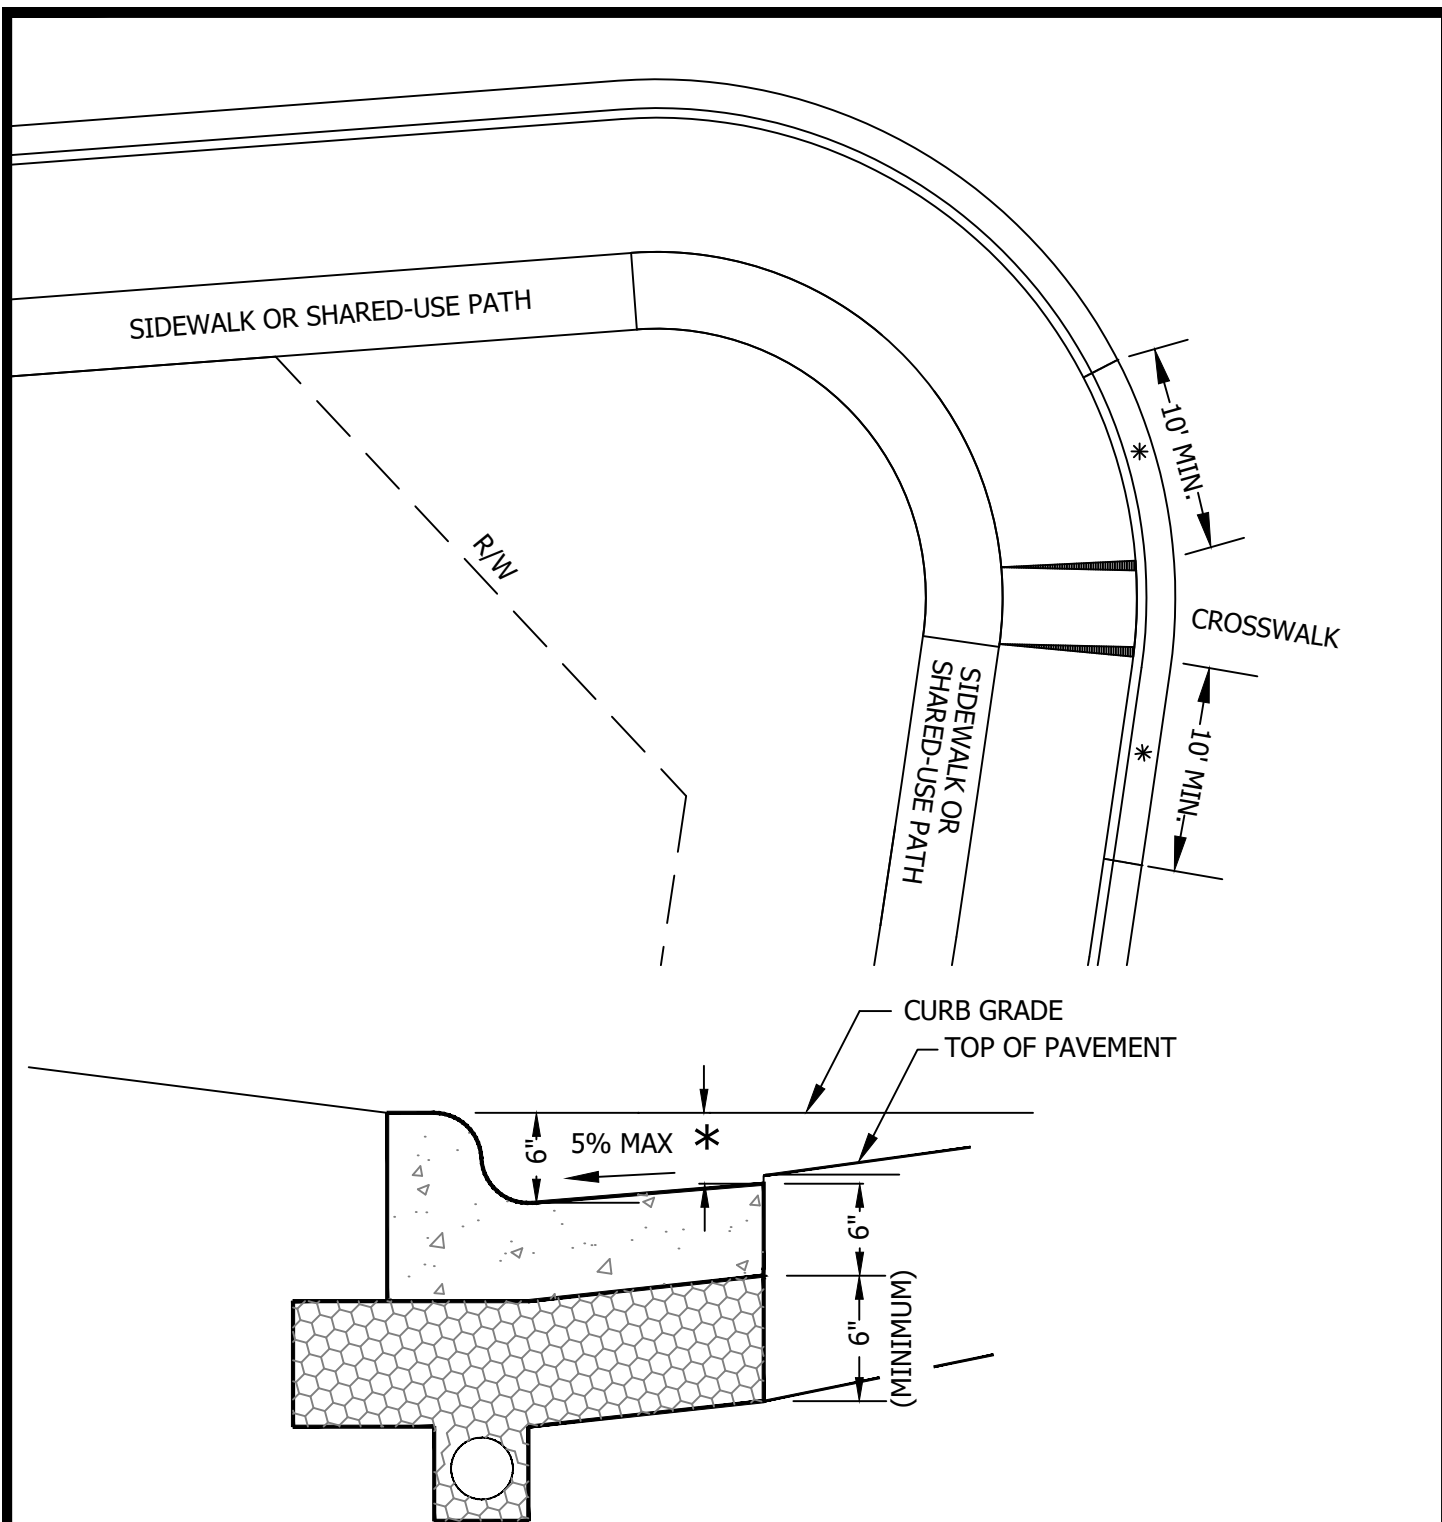 SIDEWALK OR SHARED-USE PATH
R/W
10' MIN.
*
CROSSWALK
SIDEWALK OR
SHARED-USE PATH
*
10' MIN.
CURB GRADE
TOP OF PAVEMENT
6"
5% MAX *
6"
6"
(MINIMUM)